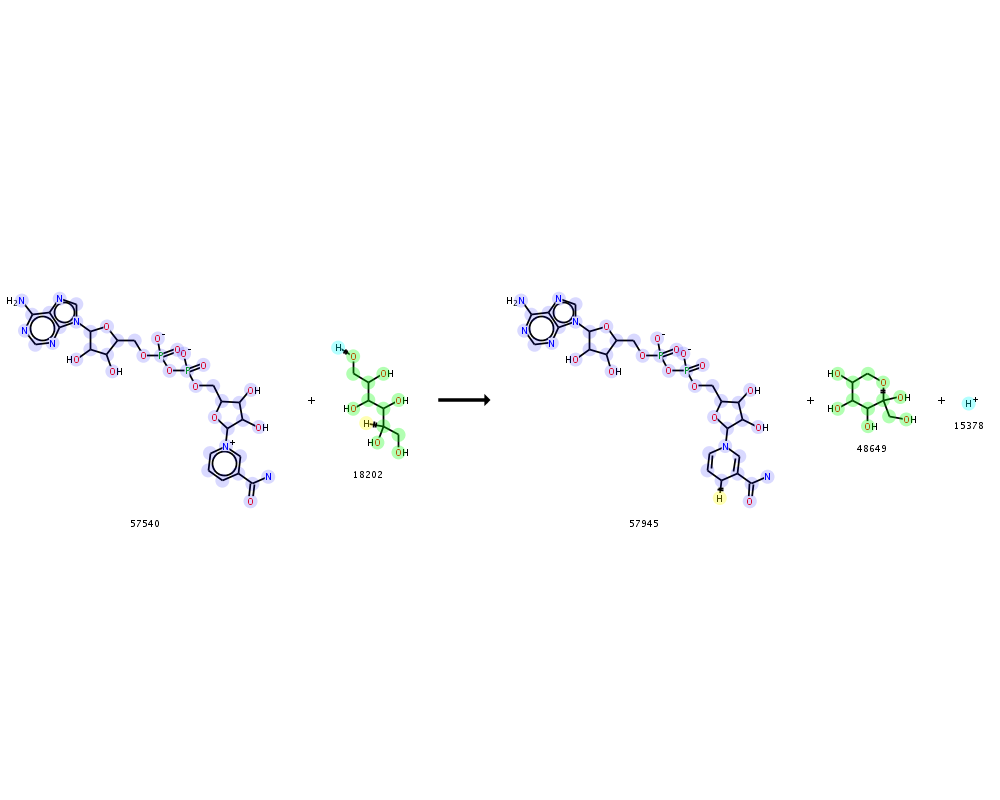 H₂N N N N N O HO OH O P O⁻ O O P O⁻ O O O OH OH N⁺ N O
57540
+
H O OH HO OH H HO OH
18202
H₂N N N N N O HO OH O P O⁻ O O P O⁻ O O O OH OH N N O H
57945
+
HO O HO OH OH OH
48649
+
H⁺
15378